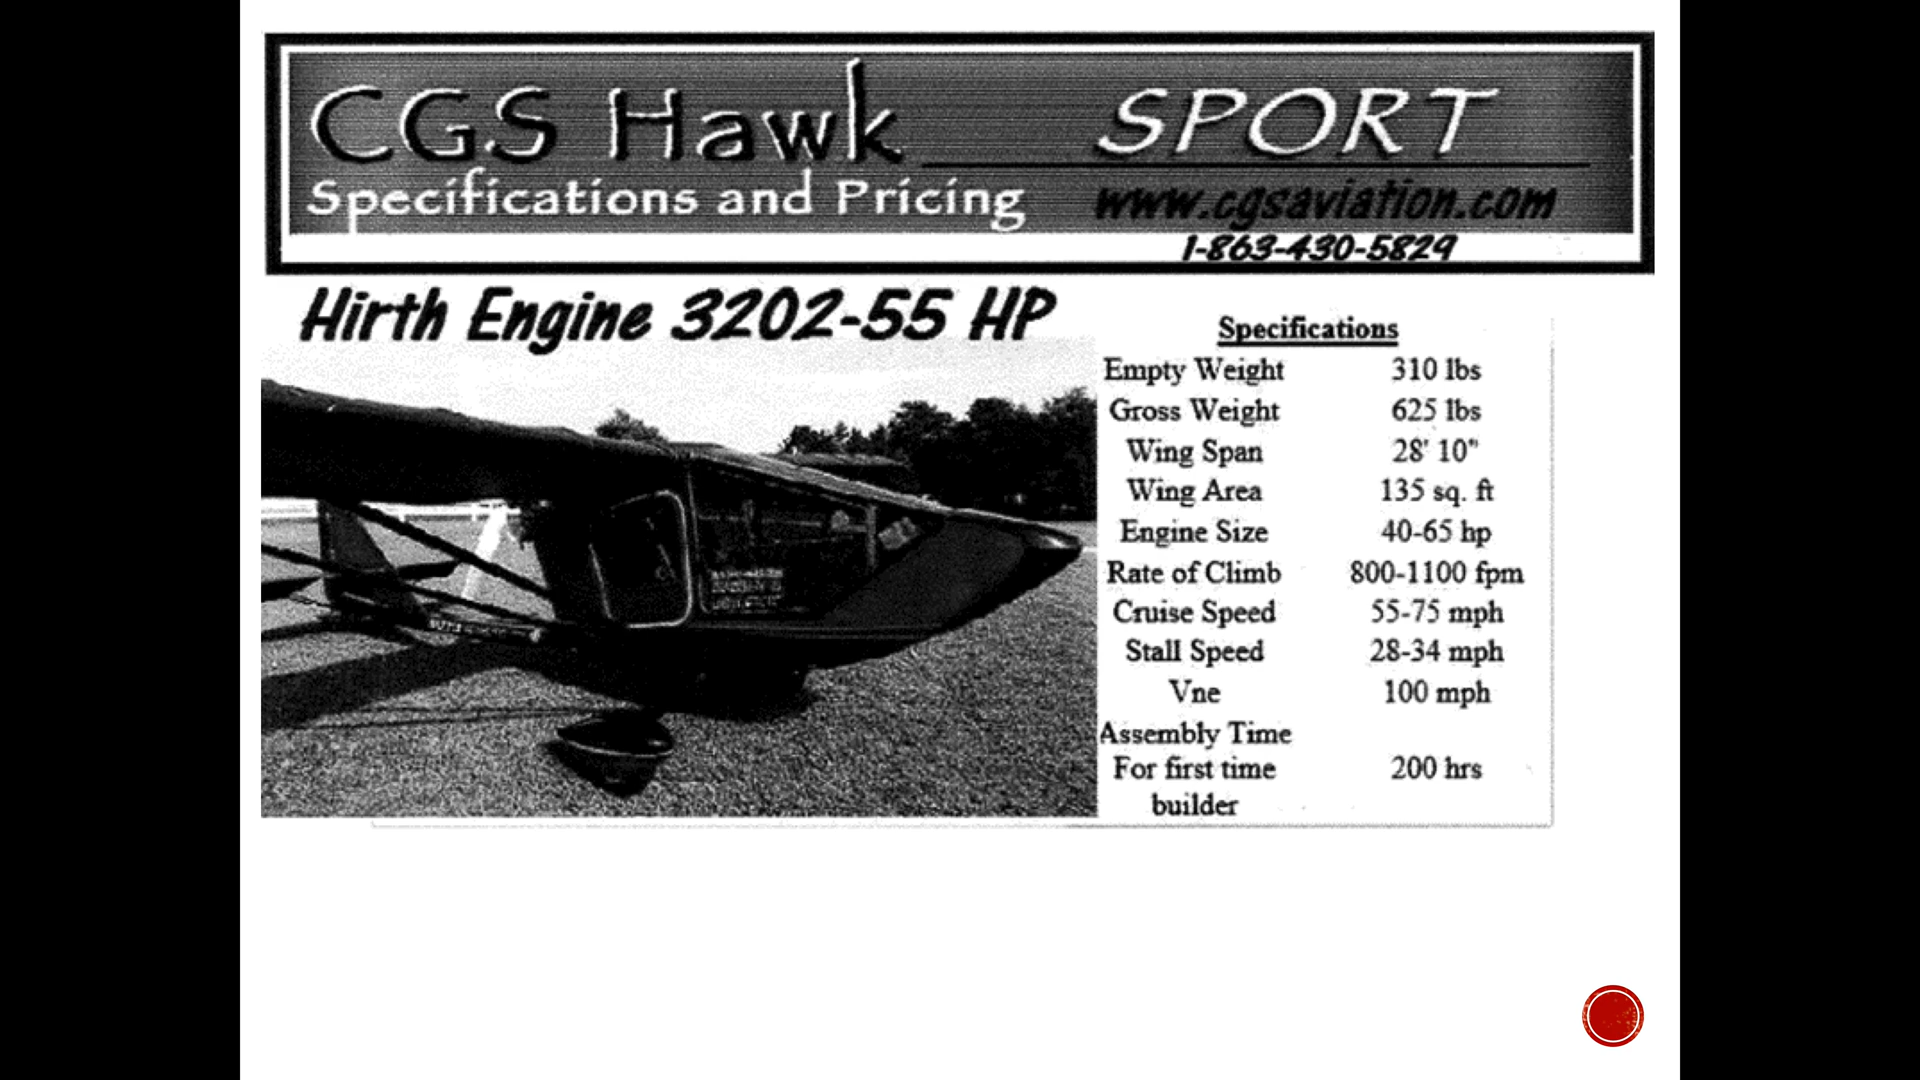 CGS Hawk SPORT
Specifications and Pricing www.cgsaviation.com
1-863-430-5829
Hirth Engine 3202-55 HP
Specifications
Empty Weight 310 lbs
Gross Weight 625 lbs
Wing Span 28' 10"
Wing Area 135 sq. ft
Engine Size 40-65 hp
Rate of Climb 800-1100 fpm
Cruise Speed 55-75 mph
Stall Speed 28-34 mph
Vne 100 mph
Assembly Time
For first time 200 hrs
builder